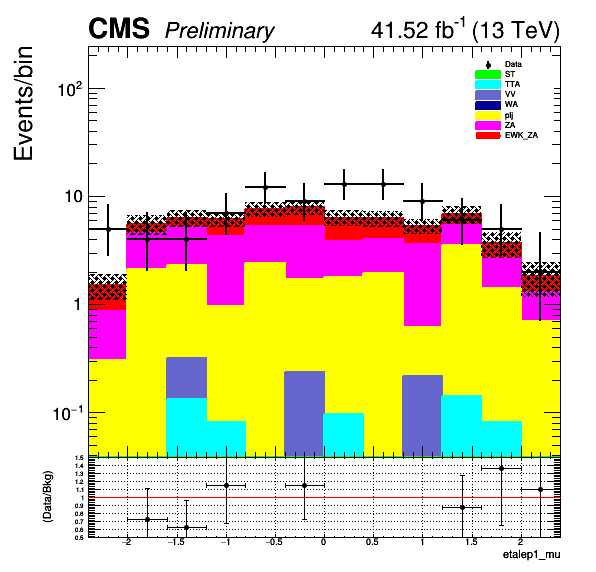 CMS Preliminary 41.52 fb⁻¹ (13 TeV)
Events/bin
Data
ST
TTA
VV
WA
plj
ZA
EWK_ZA
10²
10
1
10⁻¹
(Data/Bkg)
1.5
1.4
1.3
1.2
1.1
1
0.9
0.8
0.7
0.6
0.5
−2 −1.5 −1 −0.5 0 0.5 1 1.5 2
etalep1_mu